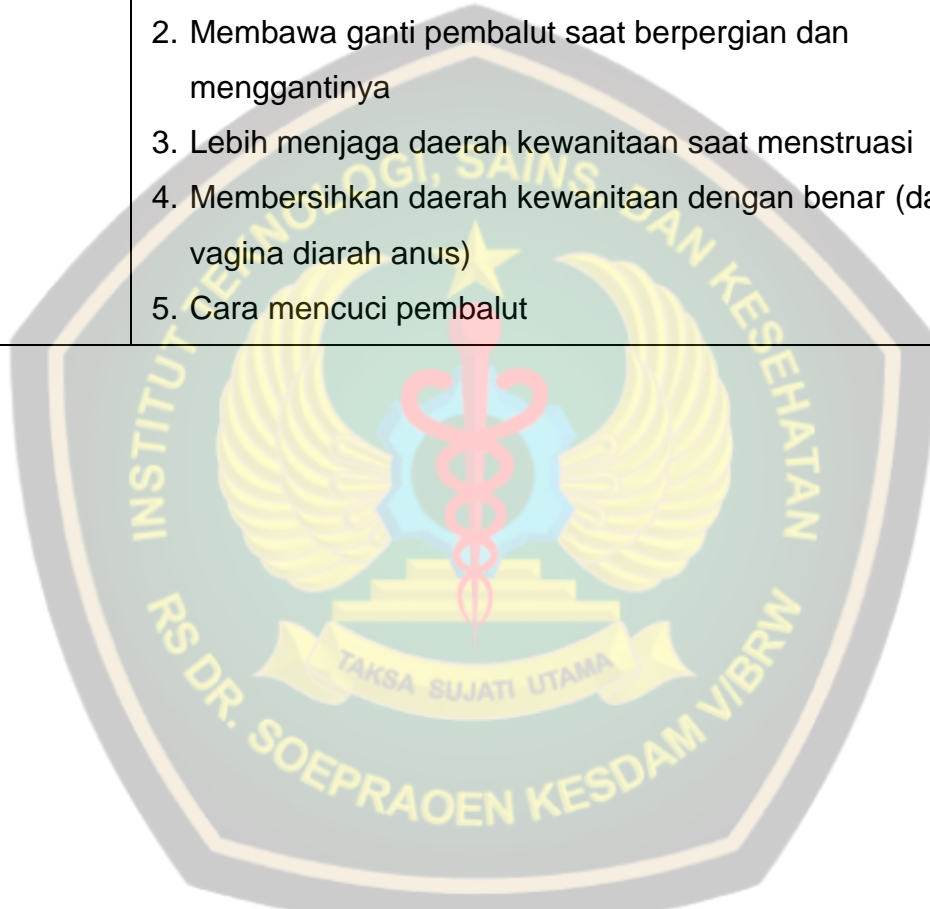 2. Membawa ganti pembalut saat berpergian dan
menggantinya
3. Lebih menjaga daerah kewanitaan saat menstruasi
4. Membersihkan daerah kewanitaan dengan benar (da
vagina diarah anus)
5. Cara mencuci pembalut
INSTITUT TEKNOLOGI, SAINS, DAN KESEHATAN
TAKSA SUJATI UTAMA
RS DR. SOEPRAOEN KESDAM V/BRW